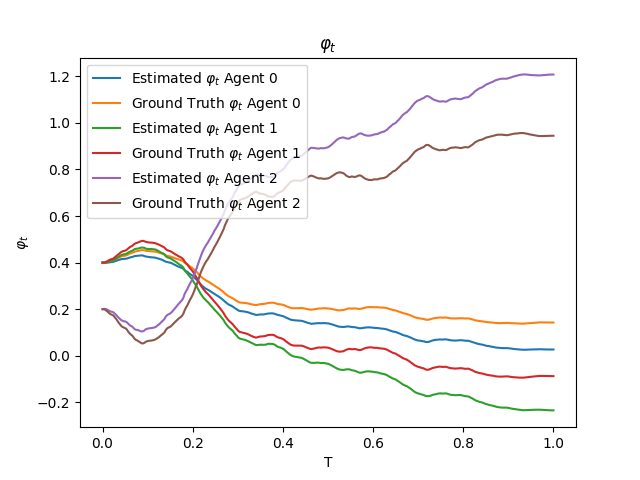 φt
Estimated φt Agent 0
Ground Truth φt Agent 0
Estimated φt Agent 1
Ground Truth φt Agent 1
Estimated φt Agent 2
Ground Truth φt Agent 2
φt
1.2
1.0
0.8
0.6
0.4
0.2
0.0
−0.2
0.0 0.2 0.4 0.6 0.8 1.0
T